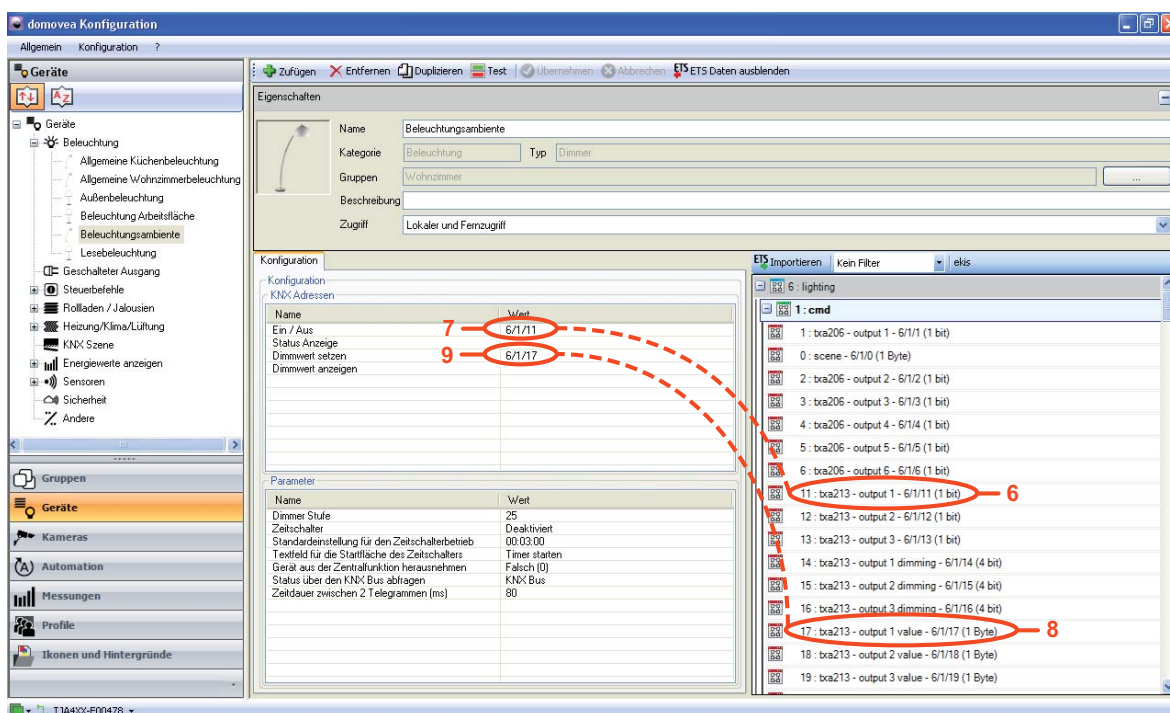 domovea Konfiguration
Allgemein Konfiguration ?
Geräte
Zufügen Entfernen Duplizieren Test Übernehmen Abbrechen ETS ETS Daten ausblenden
Geräte
Beleuchtung
Allgemeine Küchenbeleuchtung
Allgemeine Wohnzimmerbeleuchtung
Außenbeleuchtung
Beleuchtung Arbeitsfläche
Beleuchtungsambiente
Lesebeleuchtung
Geschalteter Ausgang
Steuerbefehle
Rolladen / Jalousien
Heizung/Klima/Lüftung
KNX Szene
Energiewerte anzeigen
Sensoren
Sicherheit
Andere
Gruppen
Geräte
Kameras
Automation
Messungen
Profile
Ikonen und Hintergründe
TJA4XX-E00478
Eigenschaften
Name Beleuchtungsambiente
Kategorie Beleuchtung Typ Dimmer
Gruppen Wohnzimmer ...
Beschreibung
Zugriff Lokaler und Fernzugriff
Konfiguration
Konfiguration
KNX Adressen
Name Wert
Ein / Aus 7 6/1/11
Status Anzeige
Dimmwert setzen 9 6/1/17
Dimmwert anzeigen
Parameter
Name Wert
Dimmer Stufe 25
Zeitschalter Deaktiviert
Standardeinstellung für den Zeitschalterbetrieb 00:03:00
Textfeld für die Startfläche des Zeitschalters Timer starten
Gerät aus der Zentralfunktion herausnehmen Falsch (0)
Status über den KNX Bus abfragen KNX Bus
Zeitdauer zwischen 2 Telegrammen (ms) 80
ETS Importieren Kein Filter ekis
6 : lighting
1 : cmd
1 : txa206 - output 1 - 6/1/1 (1 bit)
0 : scene - 6/1/0 (1 Byte)
2 : txa206 - output 2 - 6/1/2 (1 bit)
3 : txa206 - output 3 - 6/1/3 (1 bit)
4 : txa206 - output 4 - 6/1/4 (1 bit)
5 : txa206 - output 5 - 6/1/5 (1 bit)
6 : txa206 - output 6 - 6/1/6 (1 bit)
11 : txa213 - output 1 - 6/1/11 (1 bit) 6
12 : txa213 - output 2 - 6/1/12 (1 bit)
13 : txa213 - output 3 - 6/1/13 (1 bit)
14 : txa213 - output 1 dimming - 6/1/14 (4 bit)
15 : txa213 - output 2 dimming - 6/1/15 (4 bit)
16 : txa213 - output 3 dimming - 6/1/16 (4 bit)
17 : txa213 - output 1 value - 6/1/17 (1 Byte) 8
18 : txa213 - output 2 value - 6/1/18 (1 Byte)
19 : txa213 - output 3 value - 6/1/19 (1 Byte)